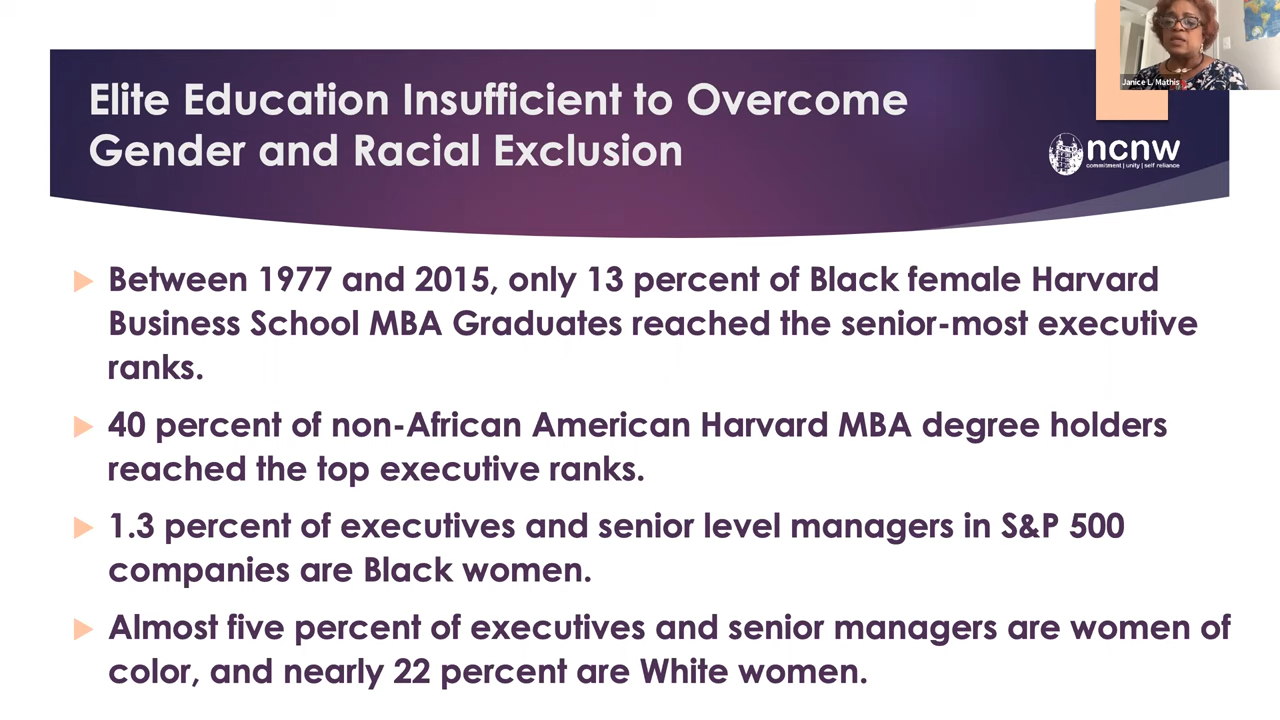 Janice L. Mathis
Elite Education Insufficient to Overcome
Gender and Racial Exclusion
ncnw
commitment | unity | self reliance
Between 1977 and 2015, only 13 percent of Black female Harvard
Business School MBA Graduates reached the senior-most executive
ranks.
40 percent of non-African American Harvard MBA degree holders
reached the top executive ranks.
1.3 percent of executives and senior level managers in S&P 500
companies are Black women.
Almost five percent of executives and senior managers are women of
color, and nearly 22 percent are White women.